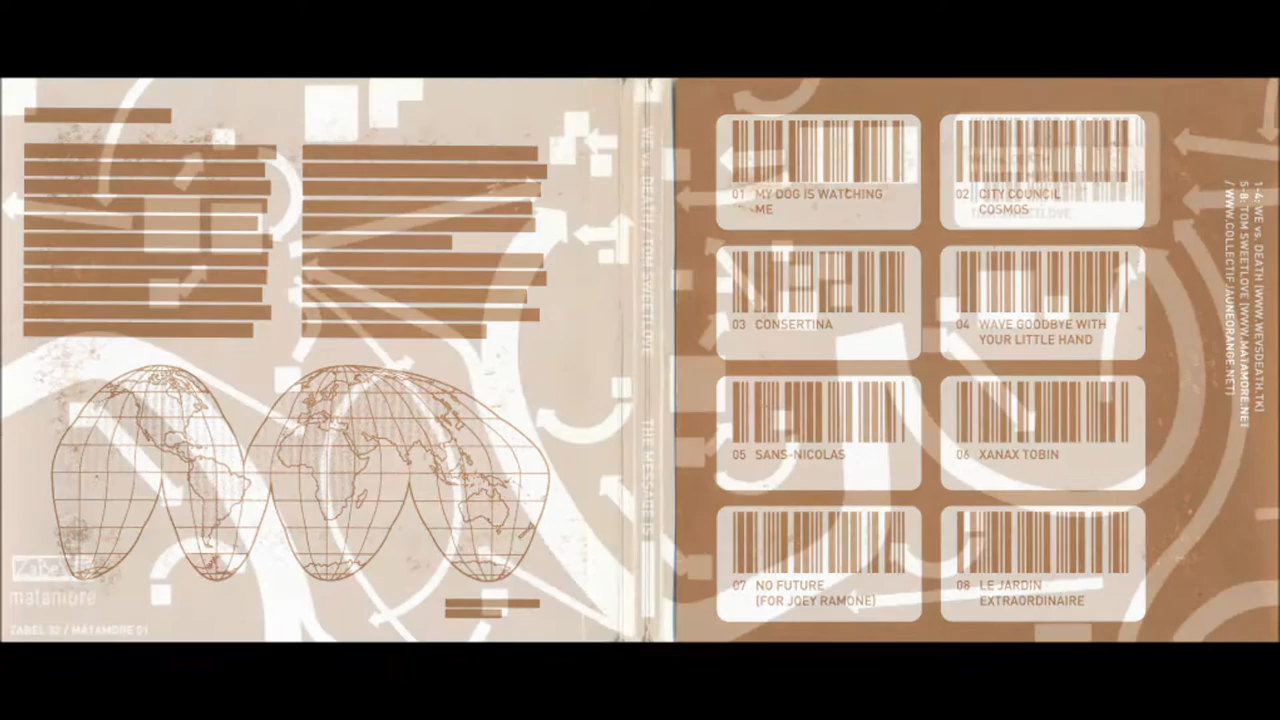 matamore
ZABEL 10 / MATAMORE 01
WE vs. DEATH / TOM SWEETLOVE
THE MESSAGE IS
01 MY DOG IS WATCHING
ME
02 CITY COUNCIL
COSMOS
03 CONSERTINA
04 WAVE GOODBYE WITH
YOUR LITTLE HAND
05 SANS-NICOLAS
06 XANAX TOBIN
07 NO FUTURE
(FOR JOEY RAMONE)
08 LE JARDIN
EXTRAORDINAIRE
1-4: WE vs. DEATH [WWW.WEVSDEATH.TK]
5-8: TOM SWEETLOVE [WWW.MATAMORE.NET
/ WWW.COLLECTIFJAUNEORANGE.NET]